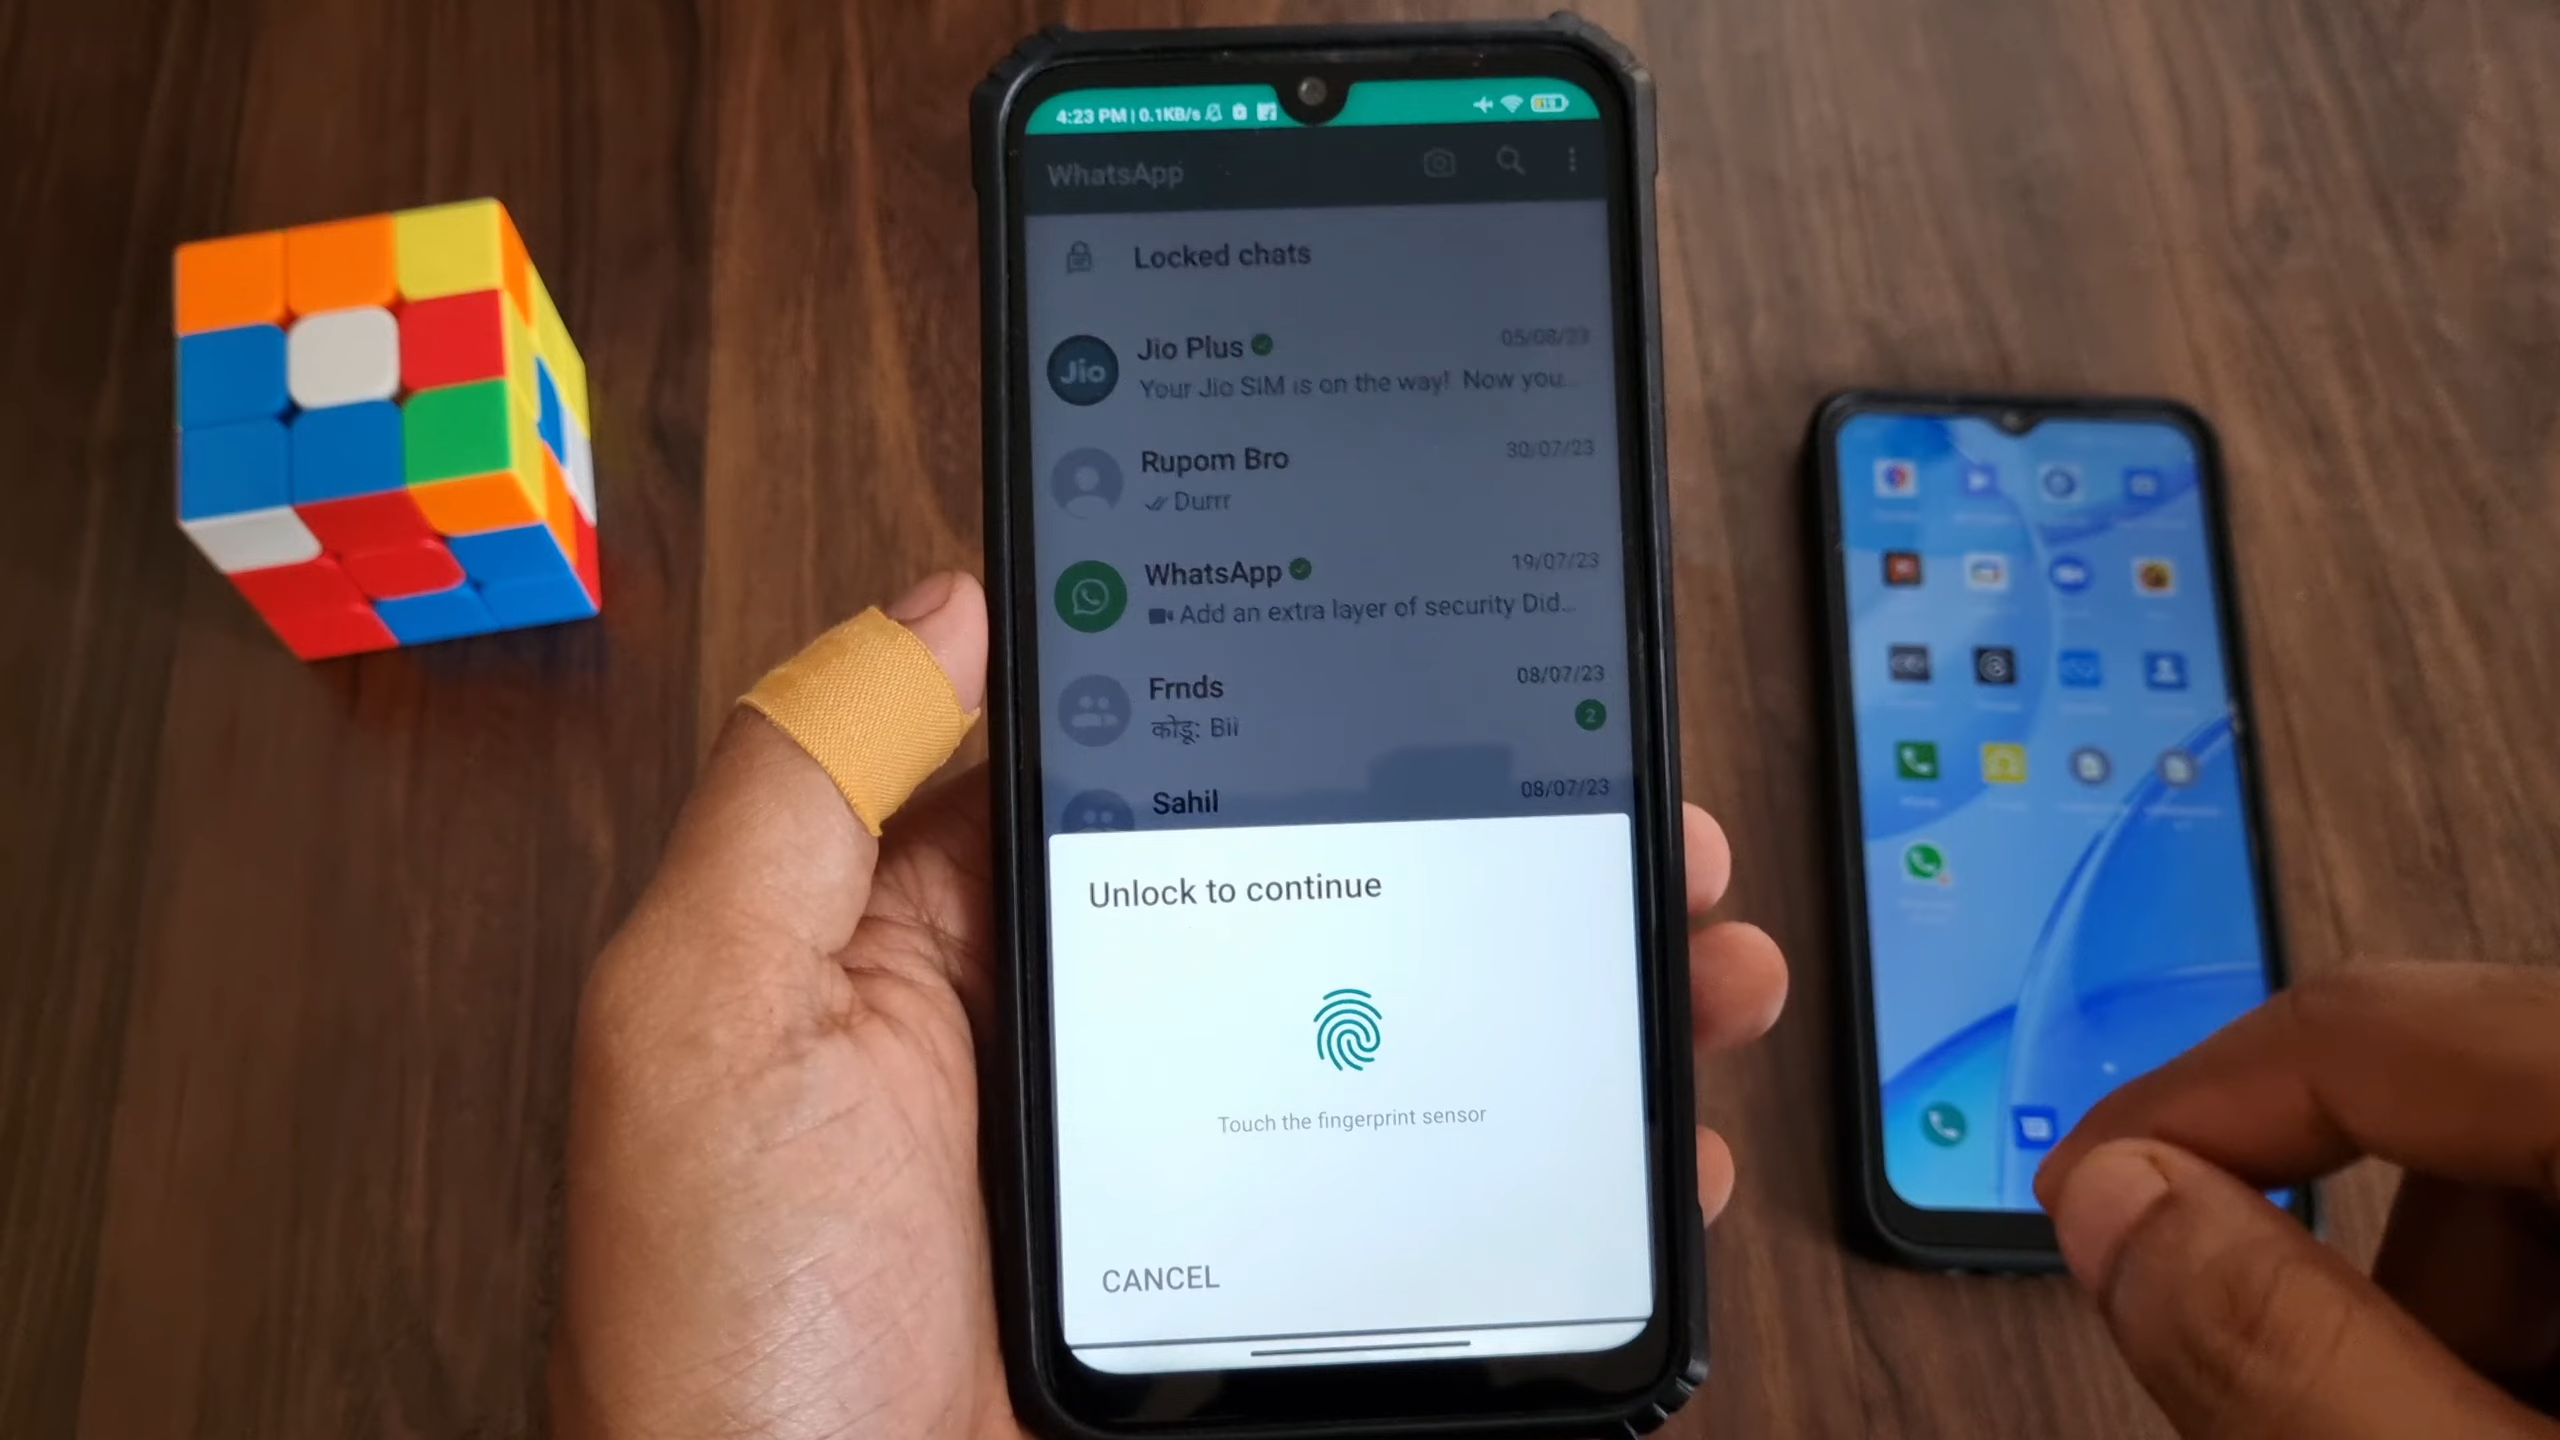 4:23 PM | 0.1KB/s
WhatsApp
Locked chats
Jio
Jio Plus 05/08/23
Your Jio SIM is on the way! Now you...
Rupom Bro 30/07/23
Durrr
WhatsApp 19/07/23
Add an extra layer of security Did...
Frnds 08/07/23
कोडू: Bii 2
Sahil 08/07/23
Unlock to continue
Touch the fingerprint sensor
CANCEL